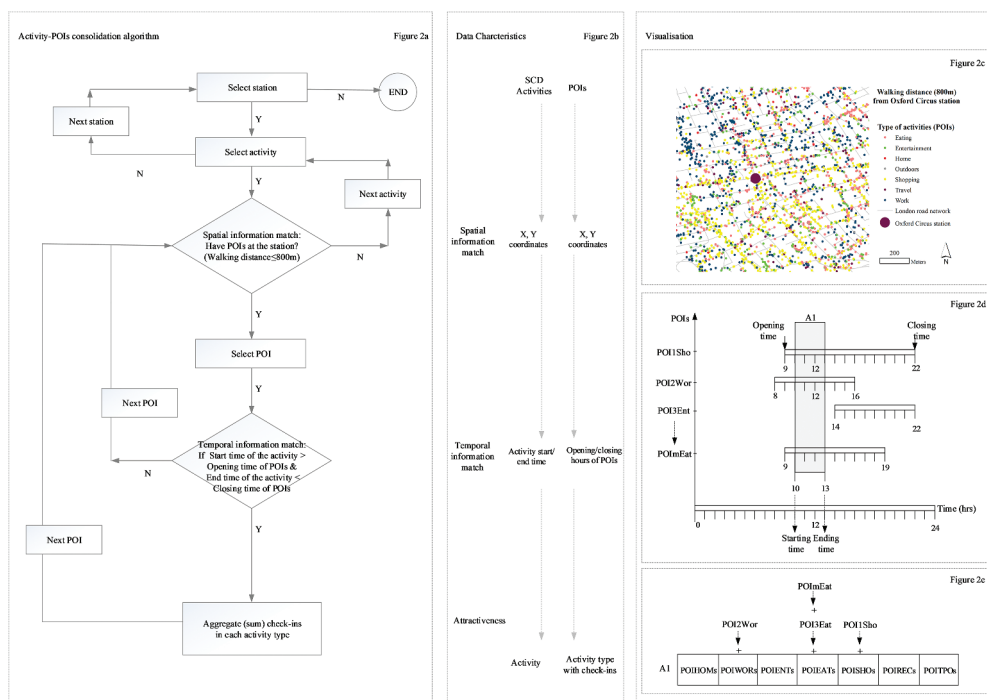 Activity-POIs consolidation algorithm
Figure 2a
Select station
N
END
Y
Next station
Select activity
N
Y
Next activity
Spatial information match:
Have POIs at the station?
(Walking distance≤800m)
N
Y
Select POI
Y
Next POI
Temporal information match:
If Start time of the activity >
Opening time of POIs &
End time of the activity <
Closing time of POIs
N
Y
Next POI
Aggregate (sum) check-ins
in each activity type
Data Charcteristics
Figure 2b
SCD
Activities
POIs
Spatial
information
match
X, Y
coordinates
X, Y
coordinates
Temporal
information
match
Activity start/
end time
Opening/closing
hours of POIs
Attractiveness
Activity
Activity type
with check-ins
Visualisation
Figure 2c
Walking distance (800m)
from Oxford Circus station
Type of activities (POIs)
Eating
Entertainment
Home
Outdoors
Shopping
Travel
Work
London road network
Oxford Circus station
200
Meters
N
Figure 2d
POIs
A1
Opening
time
Closing
time
POI1Sho
9
12
22
POI2Wor
8
12
16
POI3Ent
14
22
POImEat
9
19
10
13
Time (hrs)
0
12
24
Starting
time
Ending
time
Figure 2e
POImEat
+
POI2Wor
POI3Eat
POI1Sho
+
+
+
A1
POIHOMs
POIWORs
POIENTs
POIEATs
POISHOs
POIRECs
POITPOs